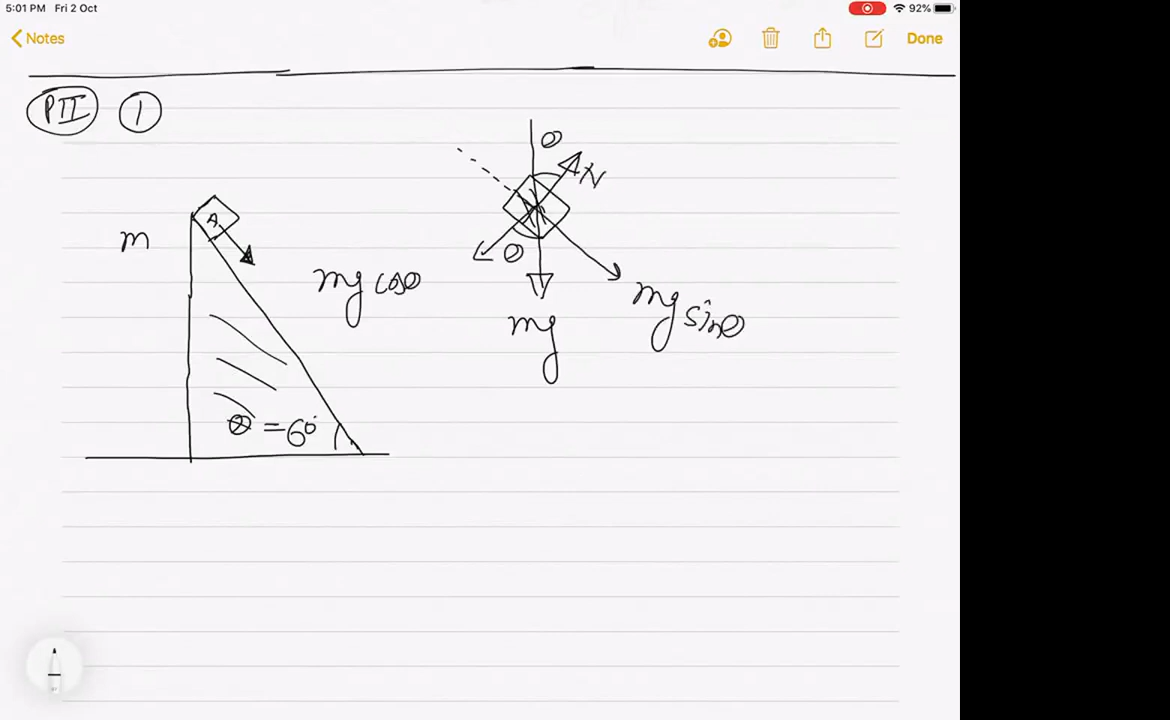 5:01 PM Fri 2 Oct
92%
Notes
Done
PII 1
θ
N
A
m
θ
mg cosθ
mg sinθ
mg
θ = 60°